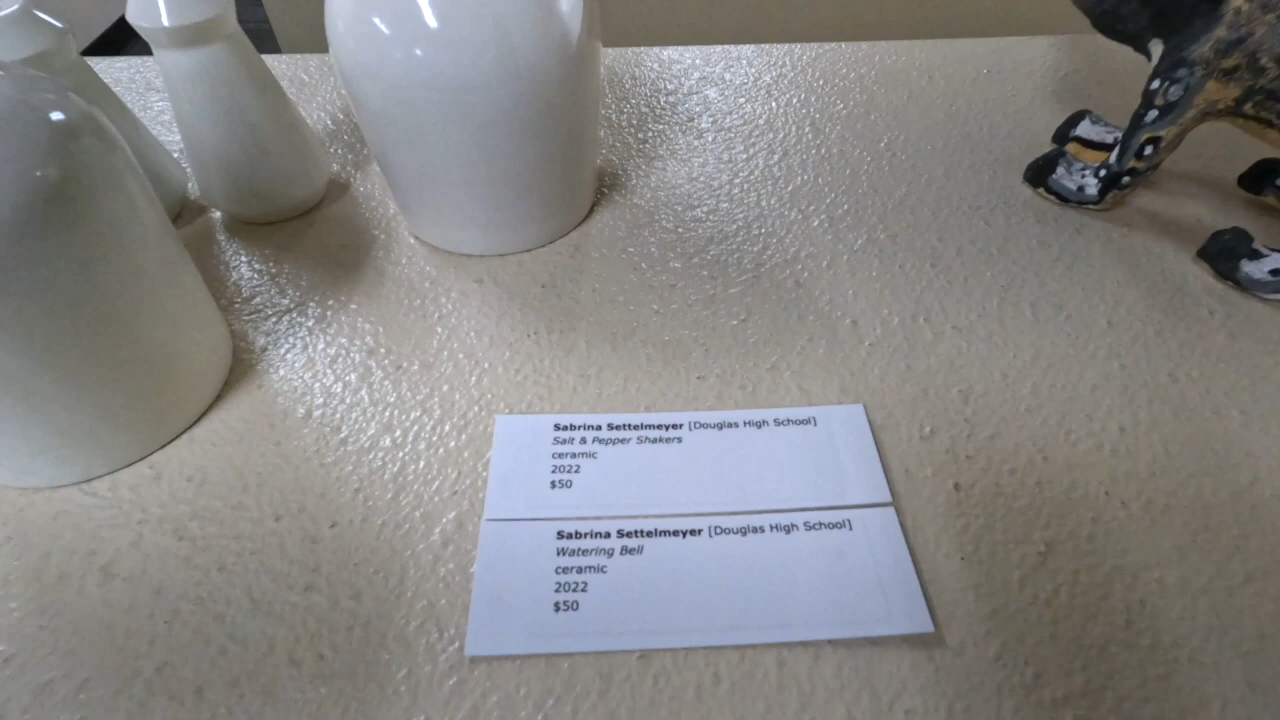 Sabrina Settelmeyer [Douglas High School]
Salt & Pepper Shakers
ceramic
2022
$50
Sabrina Settelmeyer [Douglas High School]
Watering Bell
ceramic
2022
$50